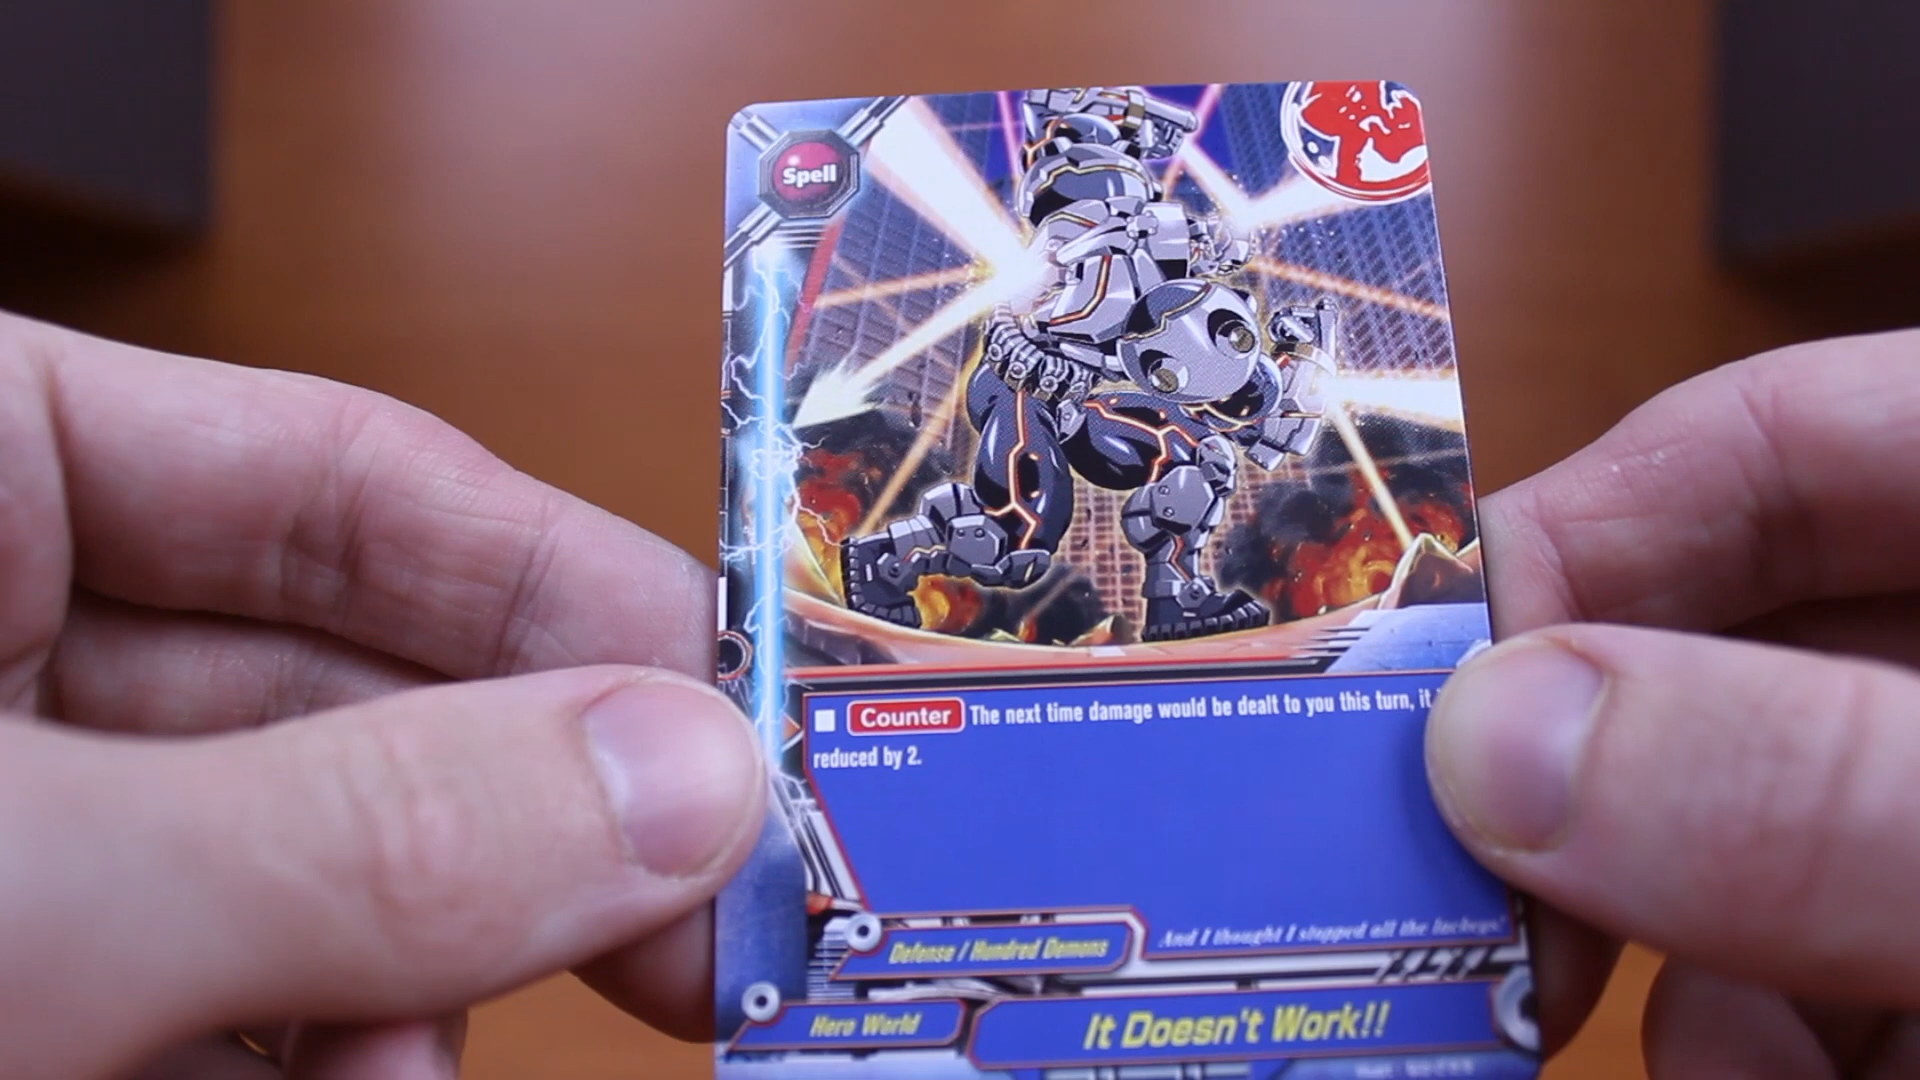 Spell
Counter The next time damage would be dealt to you this turn, it
reduced by 2.
And I thought I stopped all the
Defense / Hundred Demons
Hero World
It Doesn't Work!!